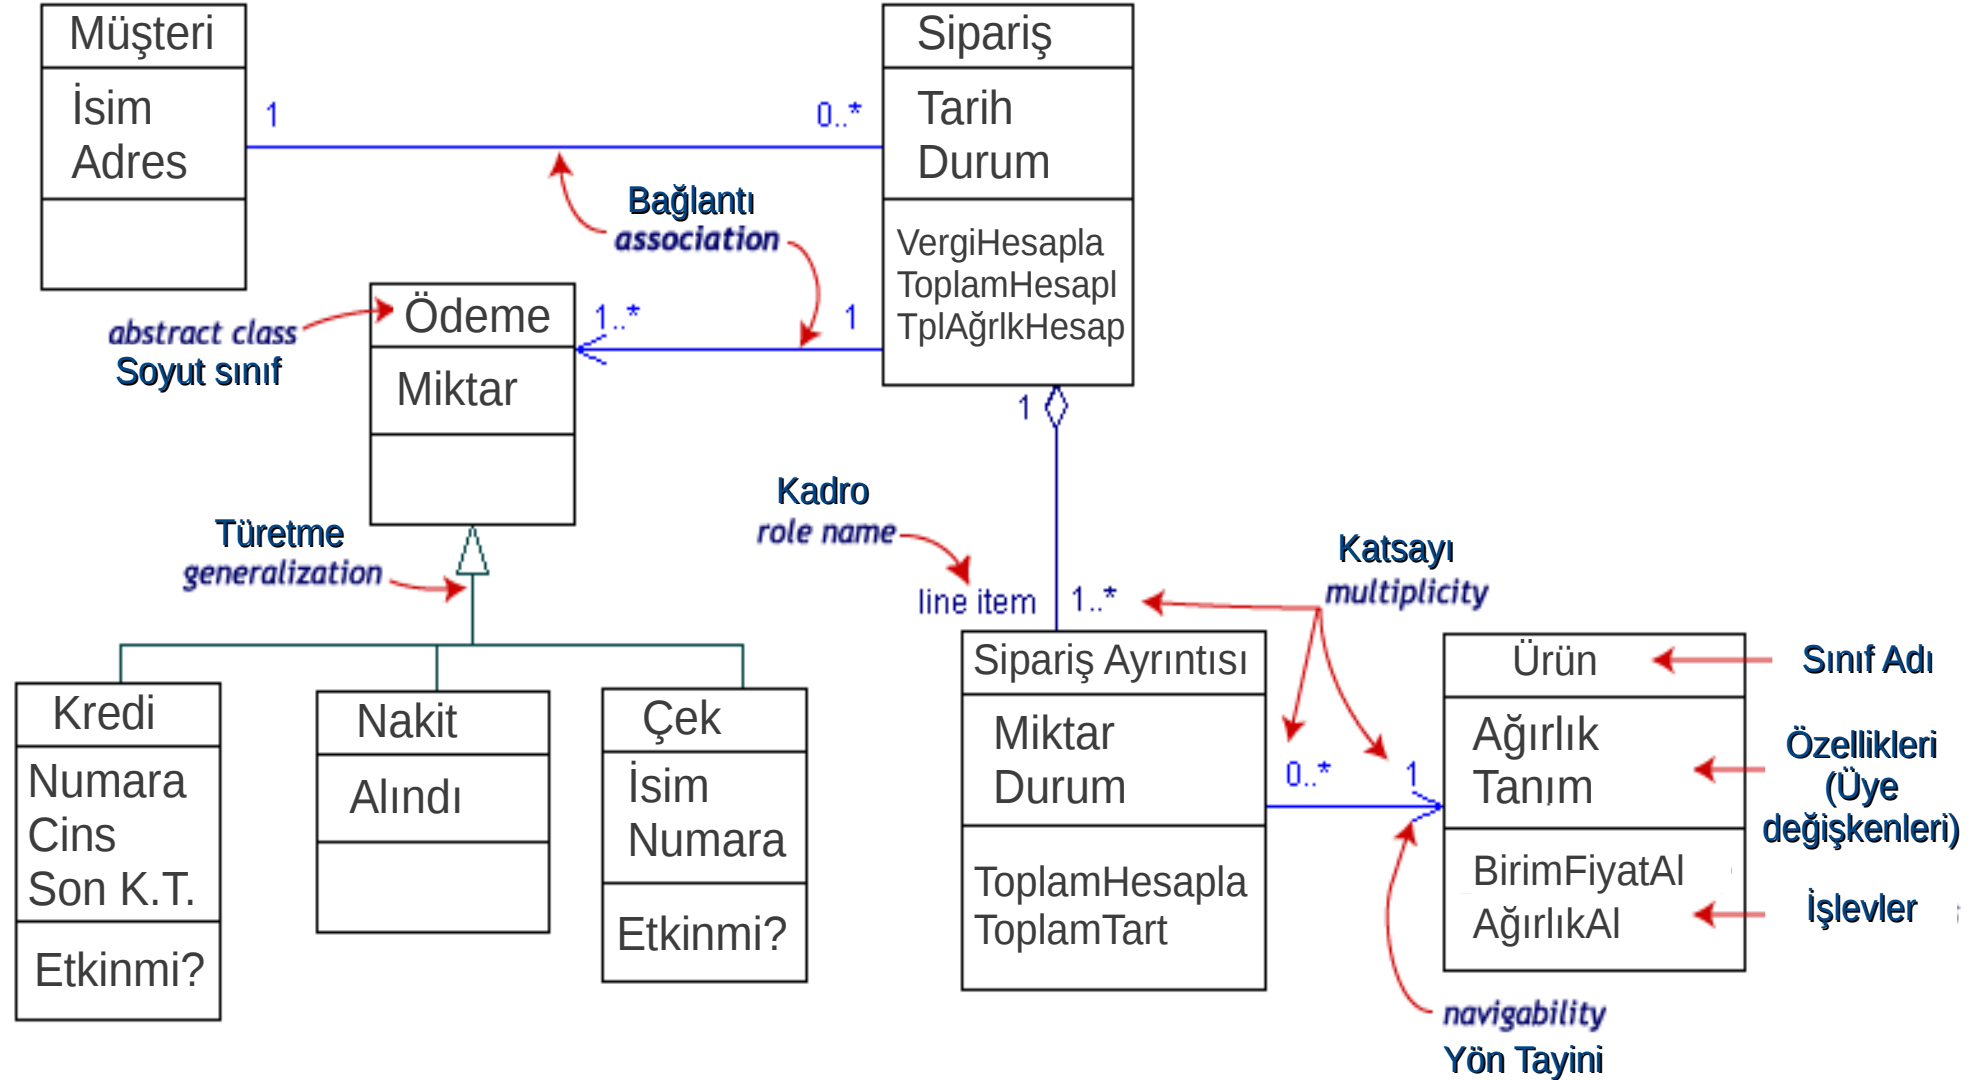 Müşteri
İsim
Adres
1
0..*
Sipariş
Tarih
Durum
VergiHesapla
ToplamHesapl
TplAğrlkHesap
Bağlantı
association
abstract class
Soyut sınıf
Ödeme
Miktar
1..*
1
1
Türetme
generalization
Kadro
role name
line item
1..*
Katsayı
multiplicity
Kredi
Numara
Cins
Son K.T.
Etkinmi?
Nakit
Alındı
Çek
İsim
Numara
Etkinmi?
Sipariş Ayrıntısı
Miktar
Durum
ToplamHesapla
ToplamTart
0..*
1
Ürün
Ağırlık
Tanım
BirimFiyatAl
AğırlıkAl
Sınıf Adı
Özellikleri
(Üye
değişkenleri)
İşlevler
navigability
Yön Tayini